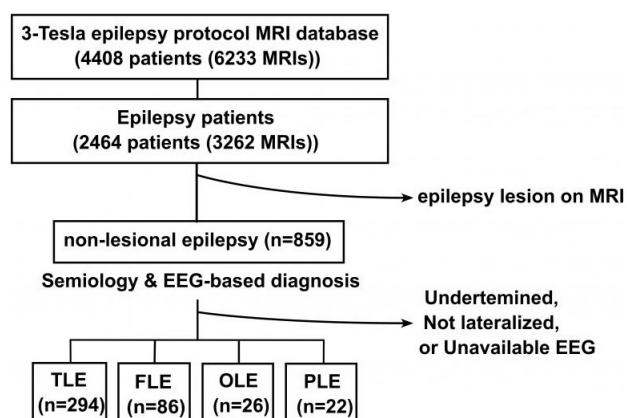 3-Tesla epilepsy protocol MRI database
(4408 patients (6233 MRIs))
Epilepsy patients
(2464 patients (3262 MRIs))
epilepsy lesion on MRI
non-lesional epilepsy (n=859)
Semiology & EEG-based diagnosis
Undertemined,
Not lateralized,
or Unavailable EEG
TLE
(n=294)
FLE
(n=86)
OLE
(n=26)
PLE
(n=22)